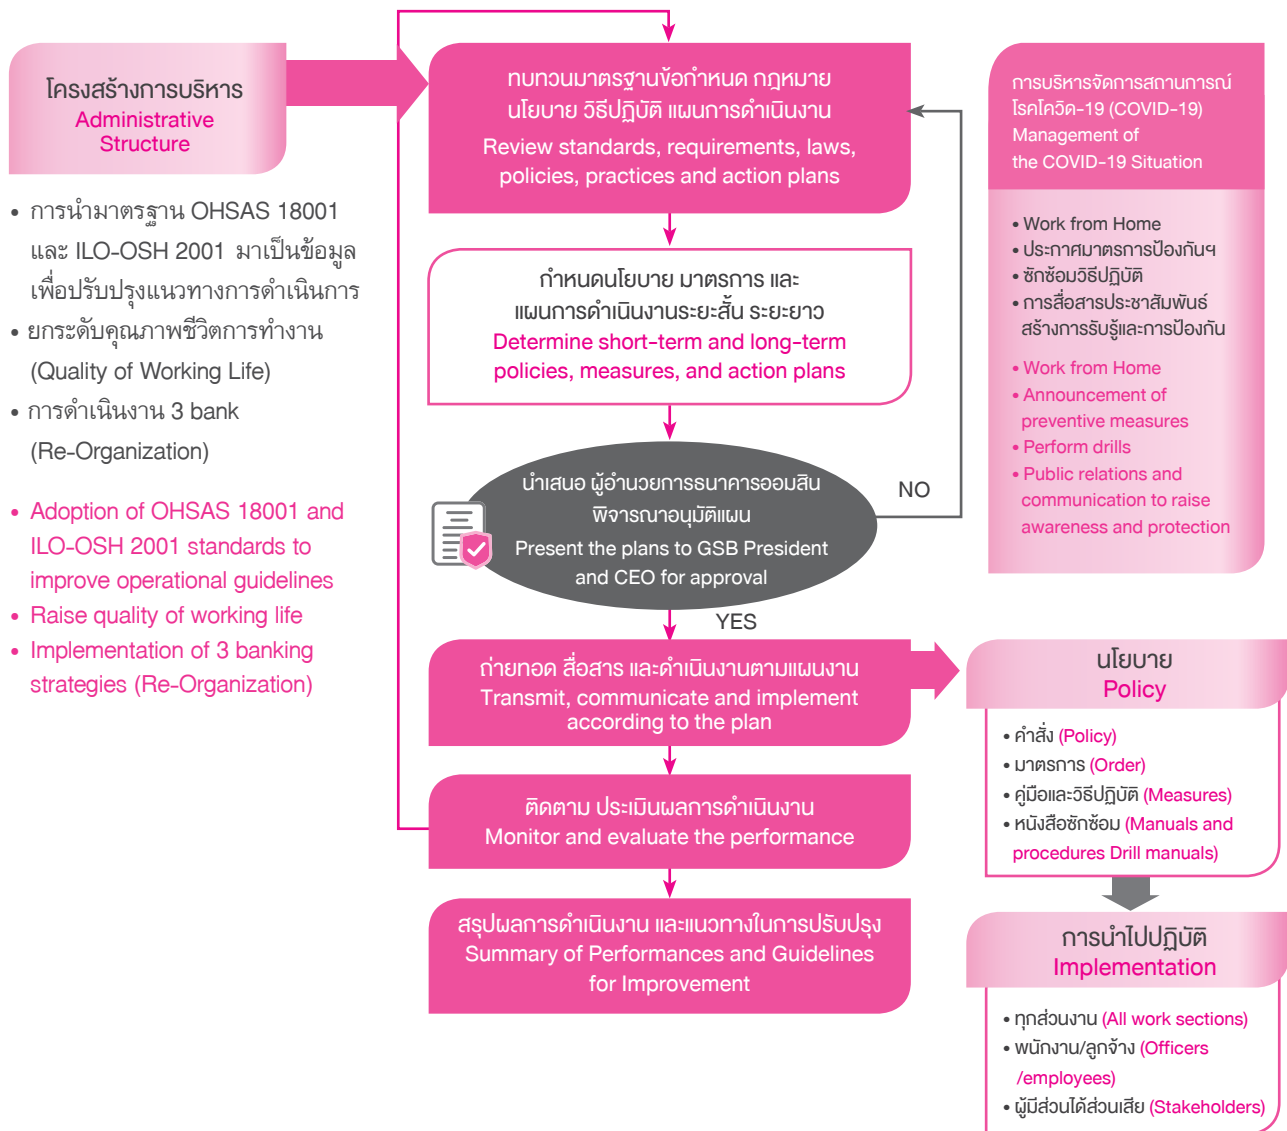 โครงสร้างการบริหาร
Administrative
Structure
• การนำมาตรฐาน OHSAS 18001
และ ILO-OSH 2001 มาเป็นข้อมูล
เพื่อปรับปรุงแนวทางการดำเนินการ
• ยกระดับคุณภาพชีวิตการทำงาน
(Quality of Working Life)
• การดำเนินงาน 3 bank
(Re-Organization)
• Adoption of OHSAS 18001 and
ILO-OSH 2001 standards to
improve operational guidelines
• Raise quality of working life
• Implementation of 3 banking
strategies (Re-Organization)
ทบทวนมาตรฐานข้อกำหนด กฎหมาย
นโยบาย วิธีปฏิบัติ แผนการดำเนินงาน
Review standards, requirements, laws,
policies, practices and action plans
กำหนดนโยบาย มาตรการ และ
แผนการดำเนินงานระยะสั้น ระยะยาว
Determine short-term and long-term
policies, measures, and action plans
นำเสนอ ผู้อำนวยการธนาคารออมสิน
พิจารณาอนุมัติแผน
Present the plans to GSB President
and CEO for approval
NO
YES
ถ่ายทอด สื่อสาร และดำเนินงานตามแผนงาน
Transmit, communicate and implement
according to the plan
ติดตาม ประเมินผลการดำเนินงาน
Monitor and evaluate the performance
สรุปผลการดำเนินงาน และแนวทางในการปรับปรุง
Summary of Performances and Guidelines
for Improvement
การบริหารจัดการสถานการณ์
โรคโควิด-19 (COVID-19)
Management of
the COVID-19 Situation
• Work from Home
• ประกาศมาตรการป้องกันฯ
• ซักซ้อมวิธีปฏิบัติ
• การสื่อสารประชาสัมพันธ์
สร้างการรับรู้และการป้องกัน
• Work from Home
• Announcement of
preventive measures
• Perform drills
• Public relations and
communication to raise
awareness and protection
นโยบาย
Policy
• คำสั่ง (Policy)
• มาตรการ (Order)
• คู่มือและวิธีปฏิบัติ (Measures)
• หนังสือซักซ้อม (Manuals and
procedures Drill manuals)
การนำไปปฏิบัติ
Implementation
• ทุกส่วนงาน (All work sections)
• พนักงาน/ลูกจ้าง (Officers
/employees)
• ผู้มีส่วนได้ส่วนเสีย (Stakeholders)